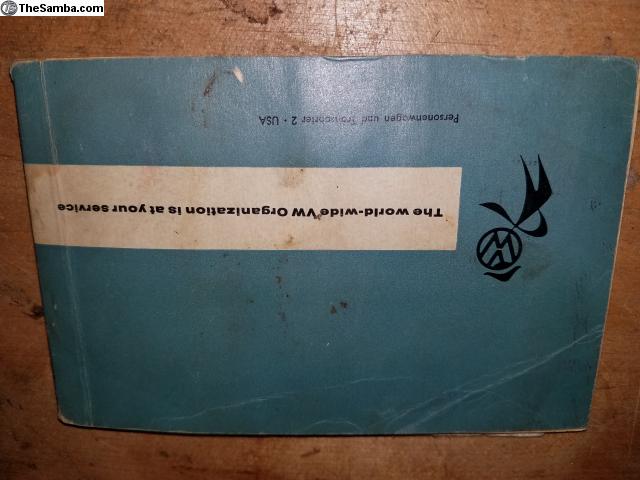 TheSamba.com
The world-wide VW Organization is at your service
Personenwagen und Transporter 2 · USA